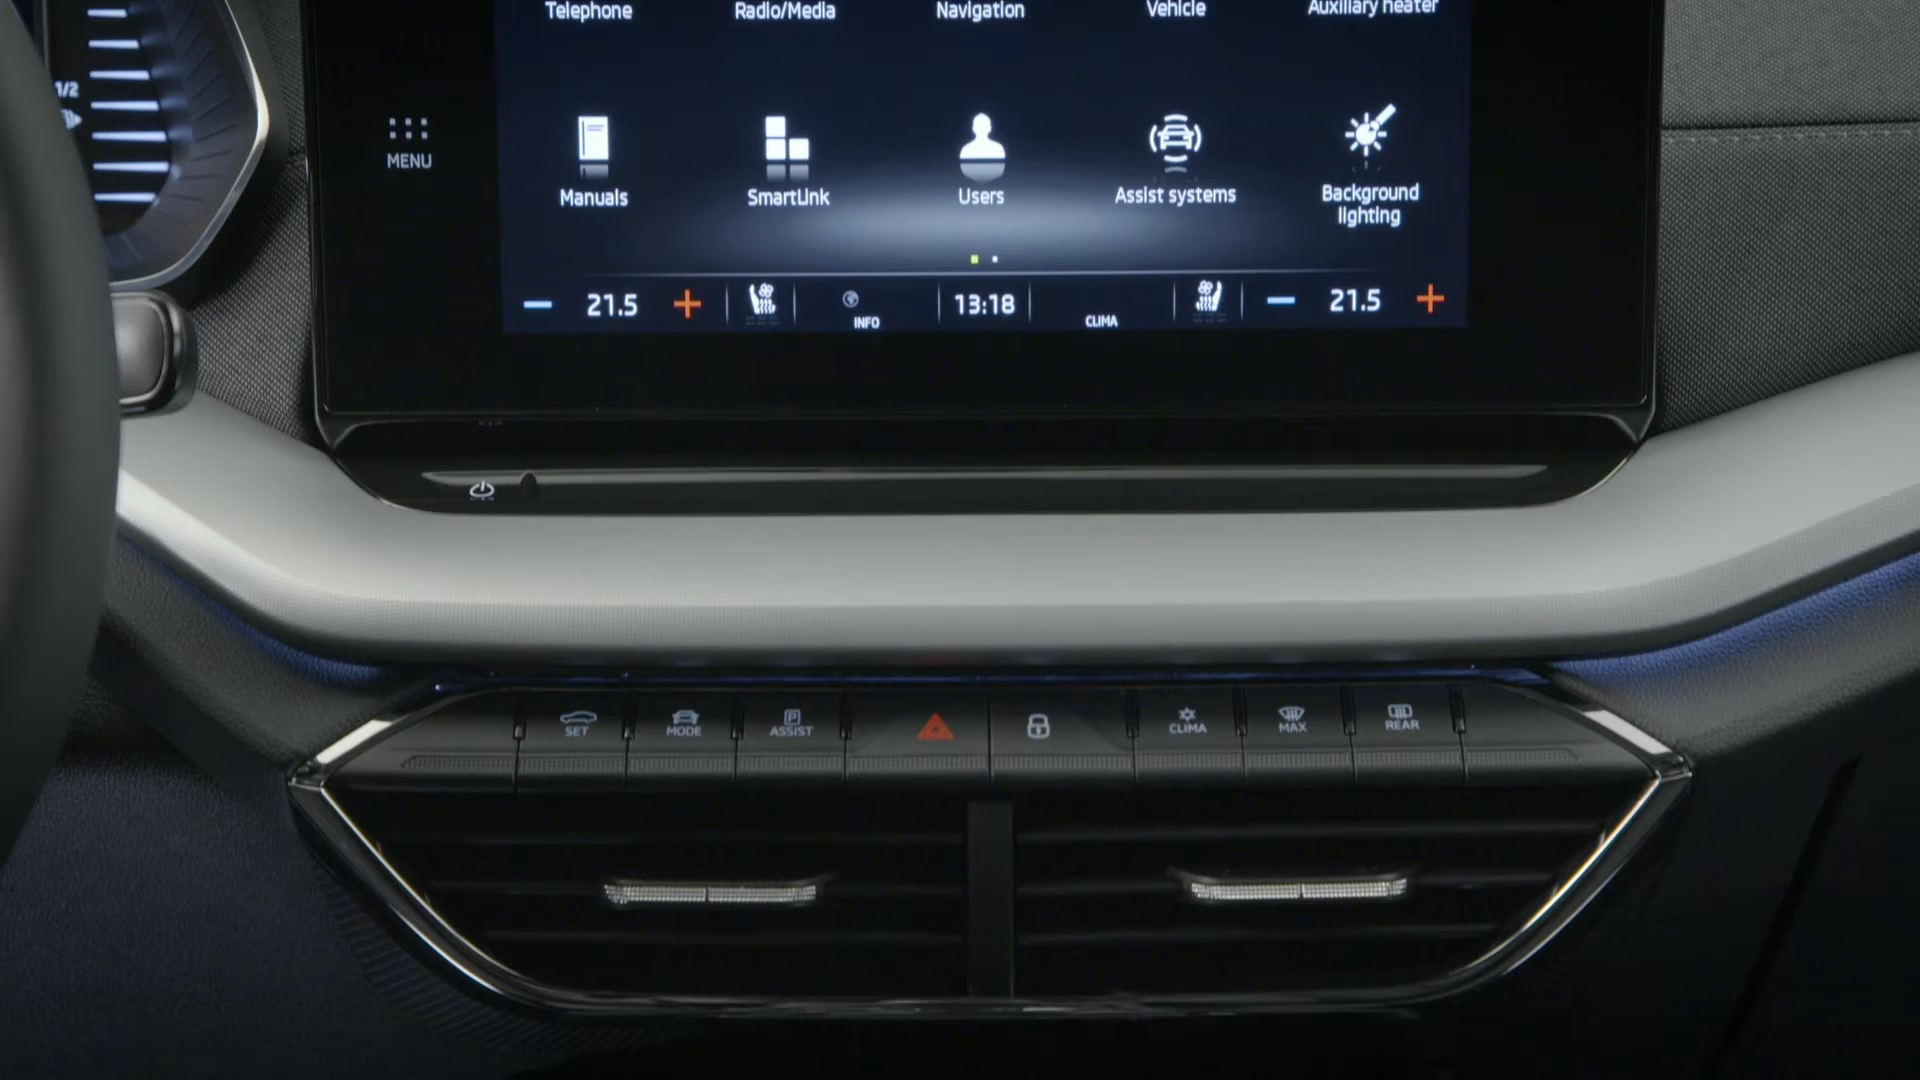 Telephone
Radio/Media
Navigation
Vehicle
Auxiliary heater
1/2
MENU
Manuals
SmartLink
Users
Assist systems
Background
lighting
21.5
INFO
13:18
CLIMA
21.5
SET
MODE
P
ASSIST
CLIMA
MAX
REAR